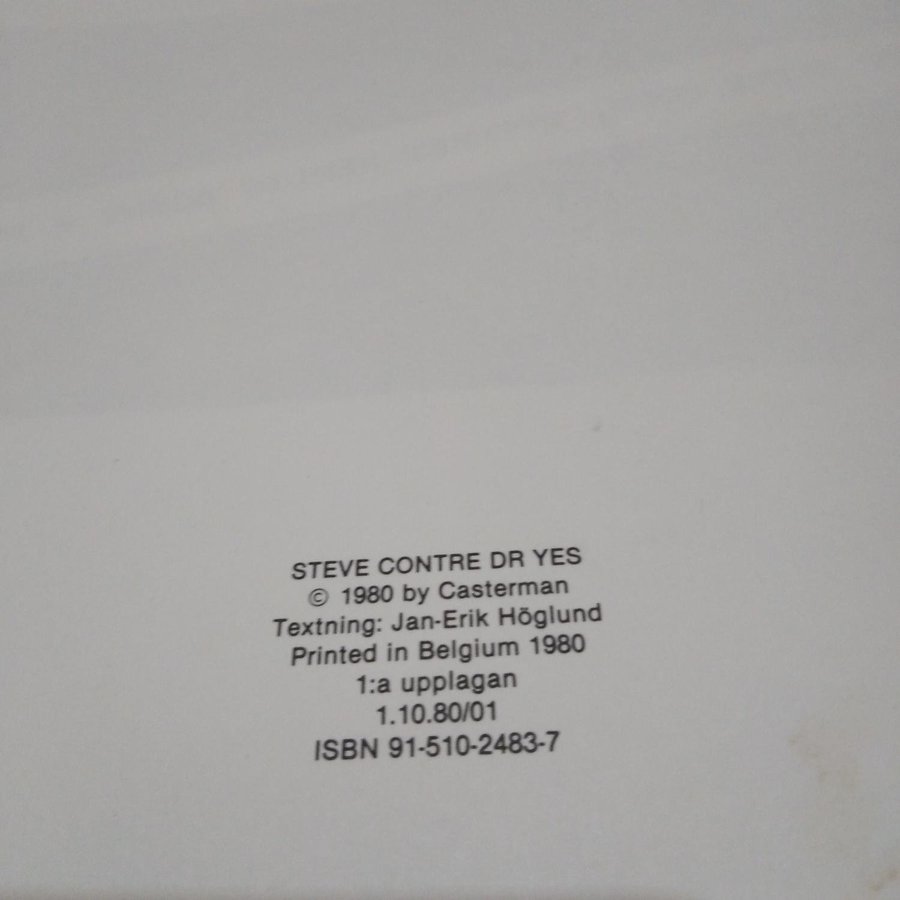 STEVE CONTRE DR YES
© 1980 by Casterman
Textning: Jan-Erik Höglund
Printed in Belgium 1980
1:a upplagan
1.10.80/01
ISBN 91-510-2483-7